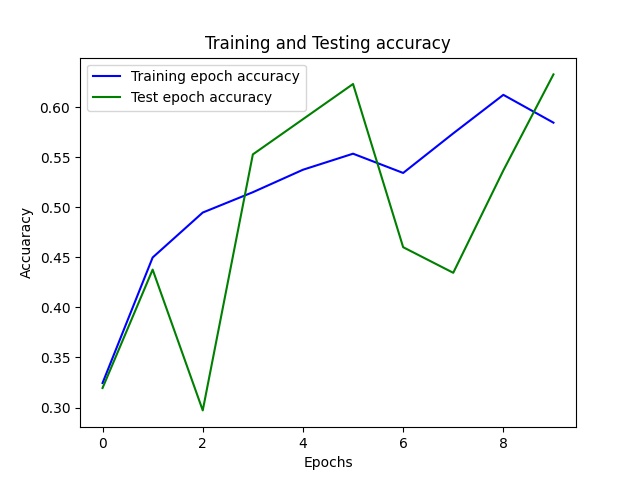 Training and Testing accuracy
Training epoch accuracy
Test epoch accuracy
0.60
0.55
0.50
0.45
0.40
0.35
0.30
Accuaracy
0 2 4 6 8
Epochs